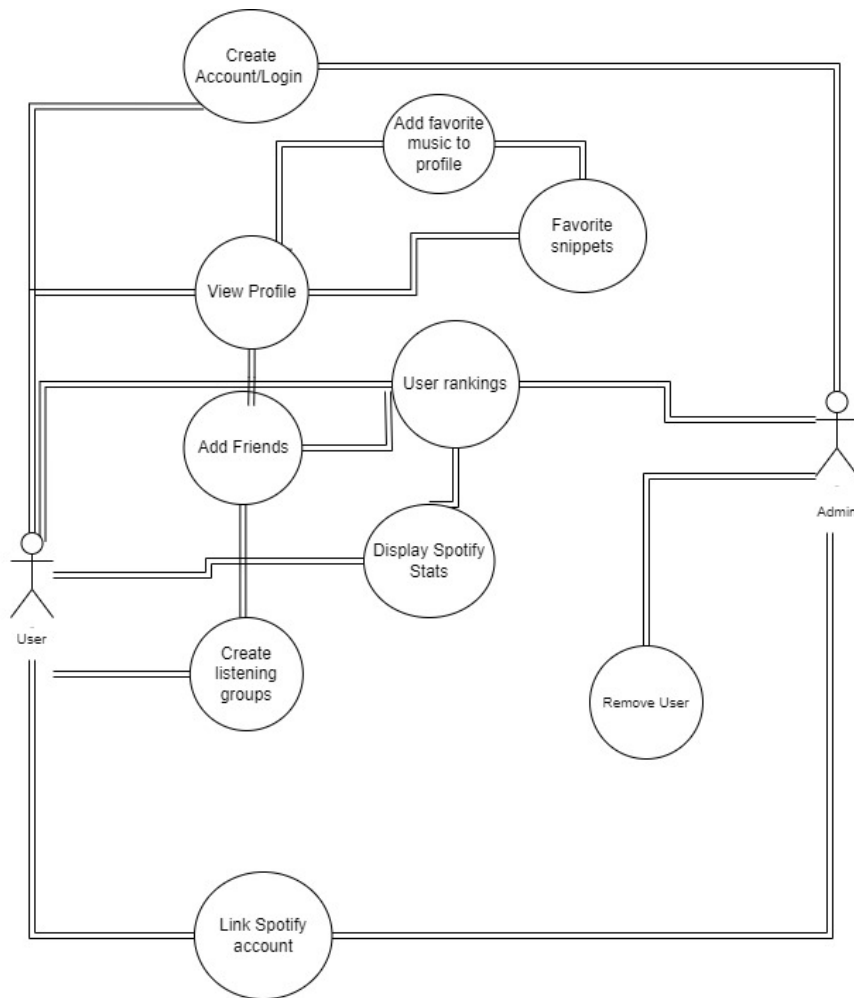 Create
Account/Login
Add favorite
music to
profile
Favorite
snippets
View Profile
User rankings
Add Friends
Admin
Display Spotify
Stats
User
Create
listening
groups
Remove User
Link Spotify
account